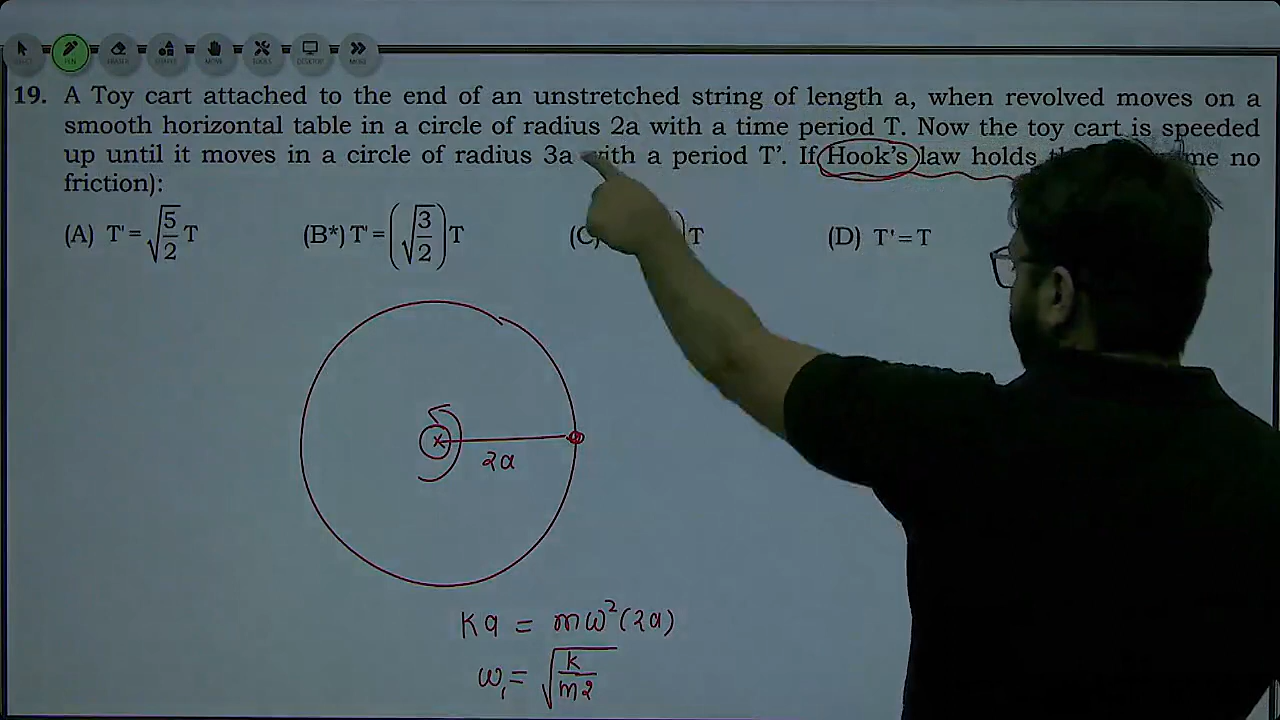 19. A Toy cart attached to the end of an unstretched string of length a, when revolved moves on a
smooth horizontal table in a circle of radius 2a with a time period T. Now the toy cart is speeded
up until it moves in a circle of radius 3a with a period T’. If Hook’s law holds no
friction):
(A) T' = √(5/2) T (B*) T' = (√(3/2)) T (C) T (D) T' = T
2a
Ka = mω²(2a)
ω₁ = √(k/m2)